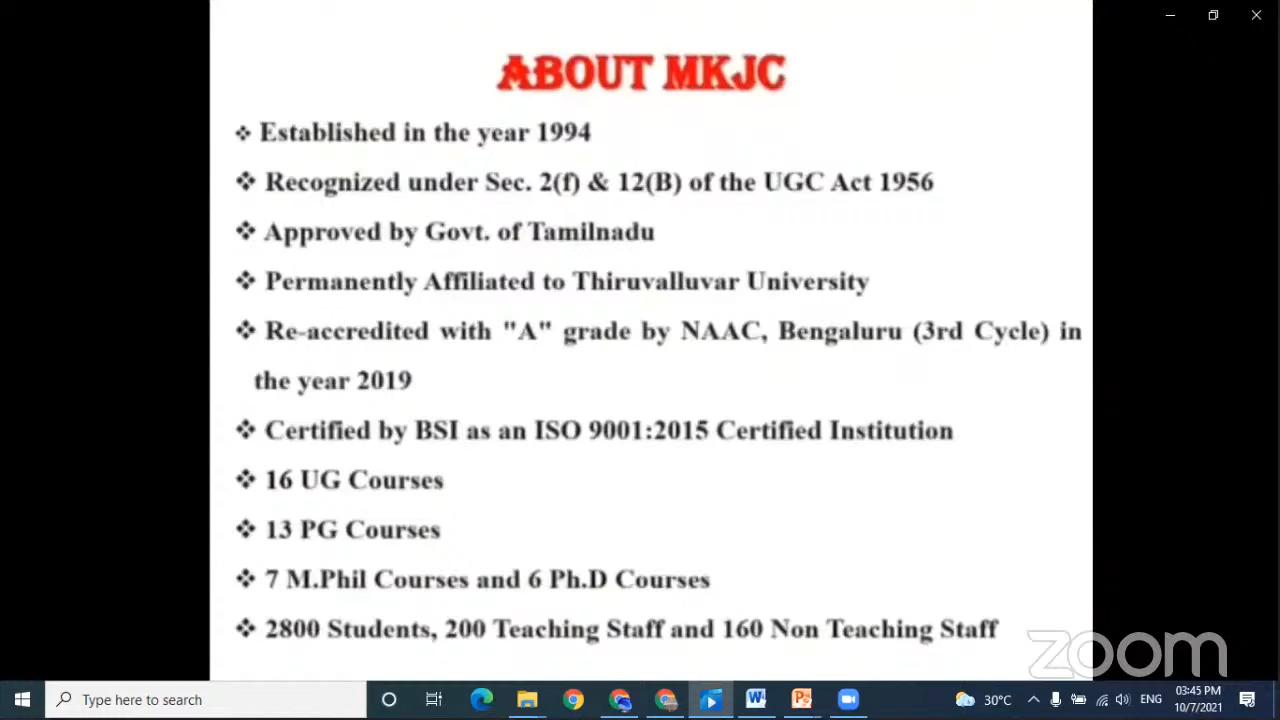 ABOUT MKJC
❖ Established in the year 1994
❖ Recognized under Sec. 2(f) & 12(B) of the UGC Act 1956
❖ Approved by Govt. of Tamilnadu
❖ Permanently Affiliated to Thiruvalluvar University
❖ Re-accredited with "A" grade by NAAC, Bengaluru (3rd Cycle) in
the year 2019
❖ Certified by BSI as an ISO 9001:2015 Certified Institution
❖ 16 UG Courses
❖ 13 PG Courses
❖ 7 M.Phil Courses and 6 Ph.D Courses
❖ 2800 Students, 200 Teaching Staff and 160 Non Teaching Staff
zoom
Type here to search
30°C
ENG
03:45 PM
10/7/2021